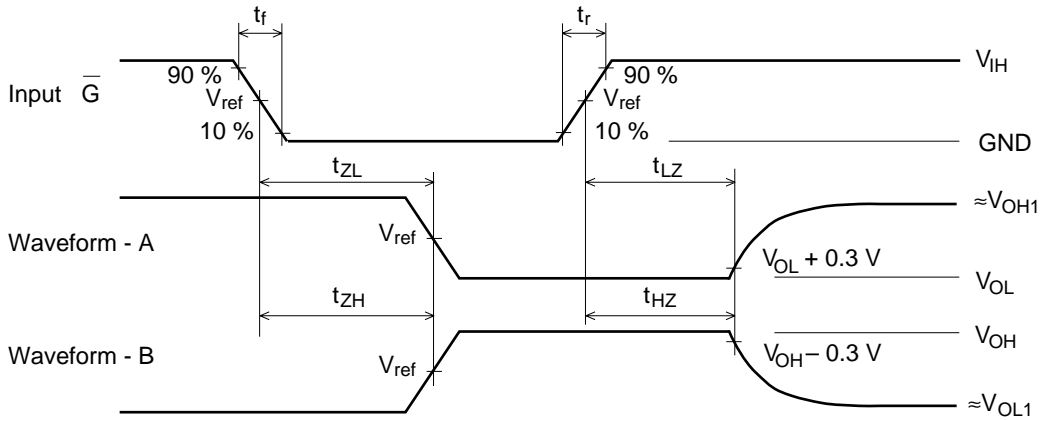 tf tr
90 % 90 % VIH
Input G̅ Vref Vref
10 % 10 %
GND
tZL tLZ
≈VOH1
Waveform - A Vref VOL + 0.3 V
VOL
tZH tHZ
VOH
Waveform - B Vref VOH – 0.3 V
≈VOL1